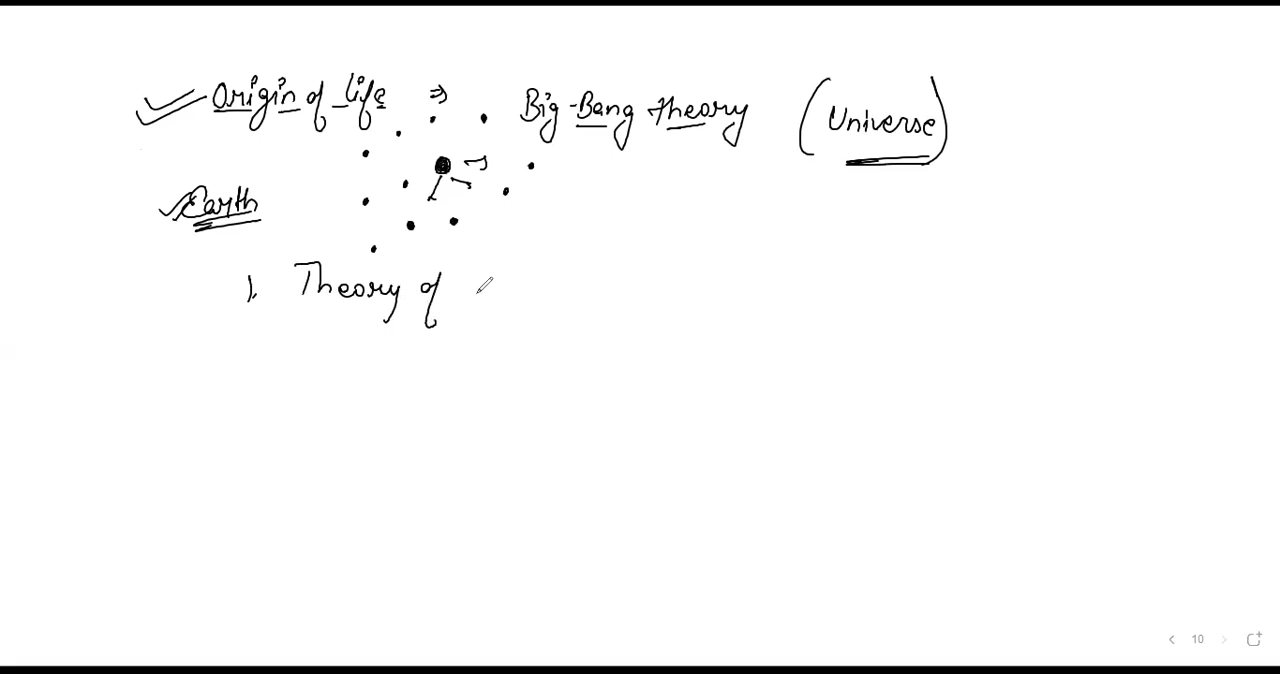 Origin of Life ⇒ Big-Bang theory (Universe)
Earth
1. Theory of
10